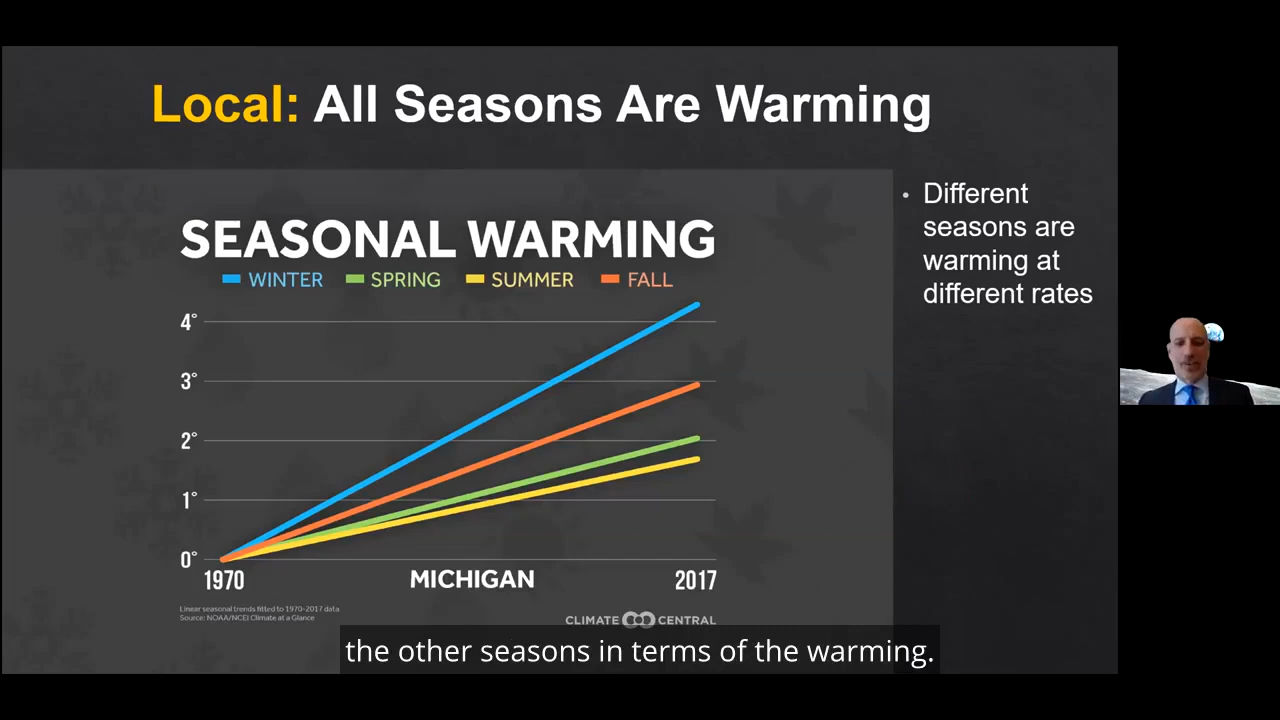 Local: All Seasons Are Warming
SEASONAL WARMING
WINTER SPRING SUMMER FALL
4°
3°
2°
1°
0°
1970 MICHIGAN 2017
Linear seasonal trends fitted to 1970-2017 data
Source: NOAA/NCEI Climate at a Glance
CLIMATE CENTRAL
• Different
seasons are
warming at
different rates
the other seasons in terms of the warming.